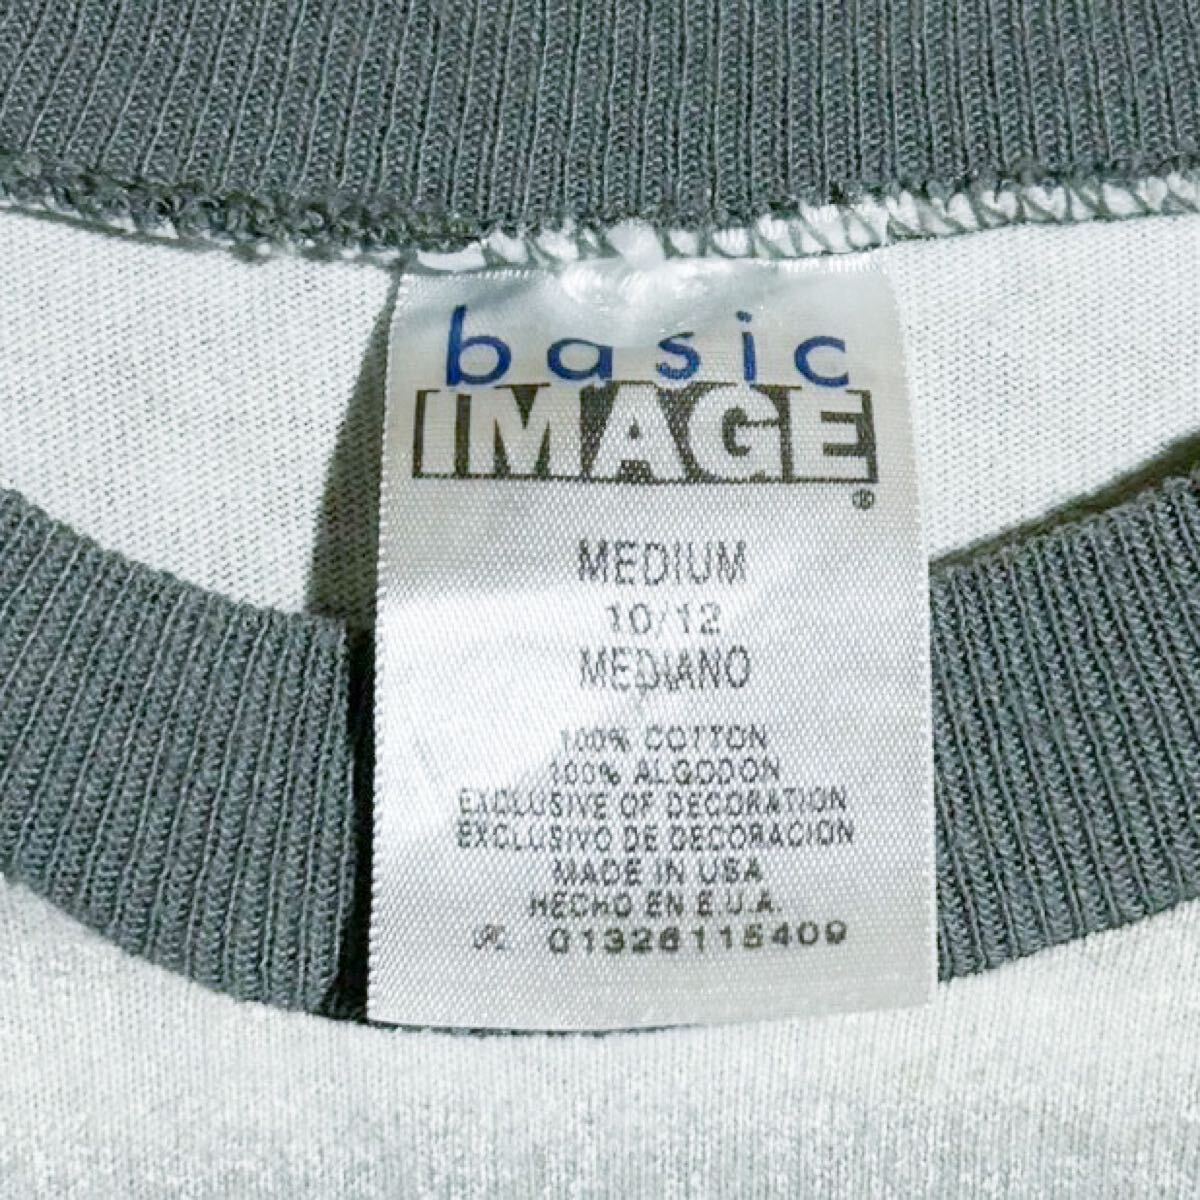 basic
IMAGE
®
MEDIUM
10/12
MEDIANO
100% COTTON
100% ALGODON
EXCLUSIVE OF DECORATION
EXCLUSIVO DE DECORACION
MADE IN USA
HECHO EN E.U.A.
01326115409